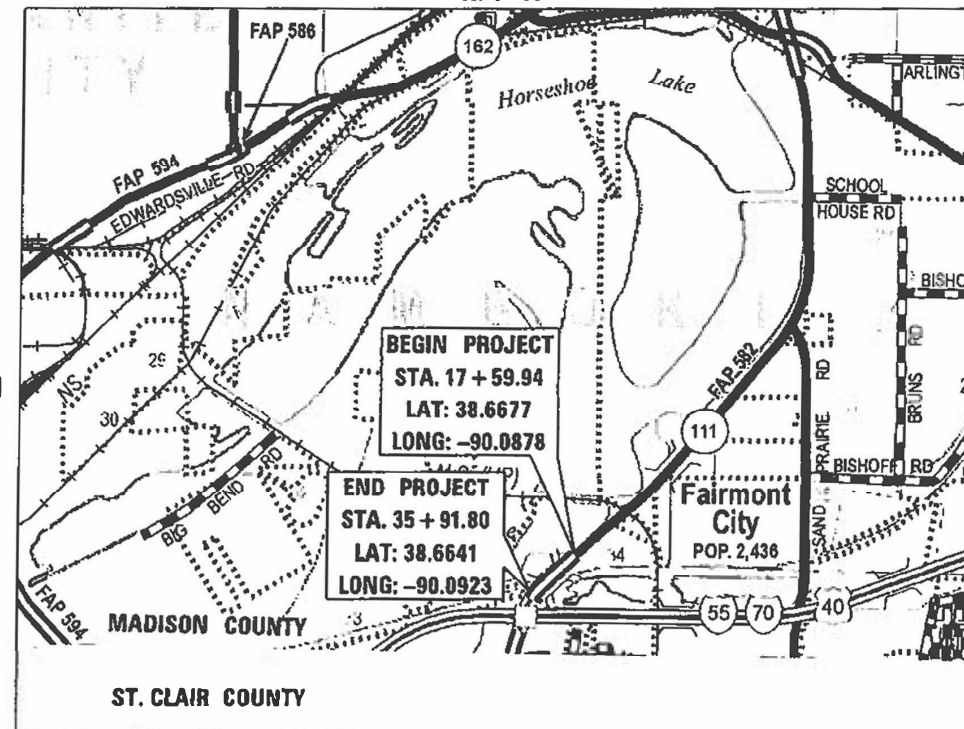 FAP 586
162
Horseshoe Lake
ARLINGT
FAP 594
EDWARDSVILLE RD
SCHOOL
HOUSE RD
BISHO
BEGIN PROJECT
STA. 17 + 59.94
LAT: 38.6677
LONG: -90.0878
FAP 582
29
NS
30
111
SAND PRAIRIE RD
BRUNS RD
BISHOFF RD
BIG BEND RD
END PROJECT
STA. 35 + 91.80
LAT: 38.6641
LONG: -90.0923
Fairmont
City
POP. 2,436
FAP 594
55
70
40
MADISON COUNTY
ST. CLAIR COUNTY